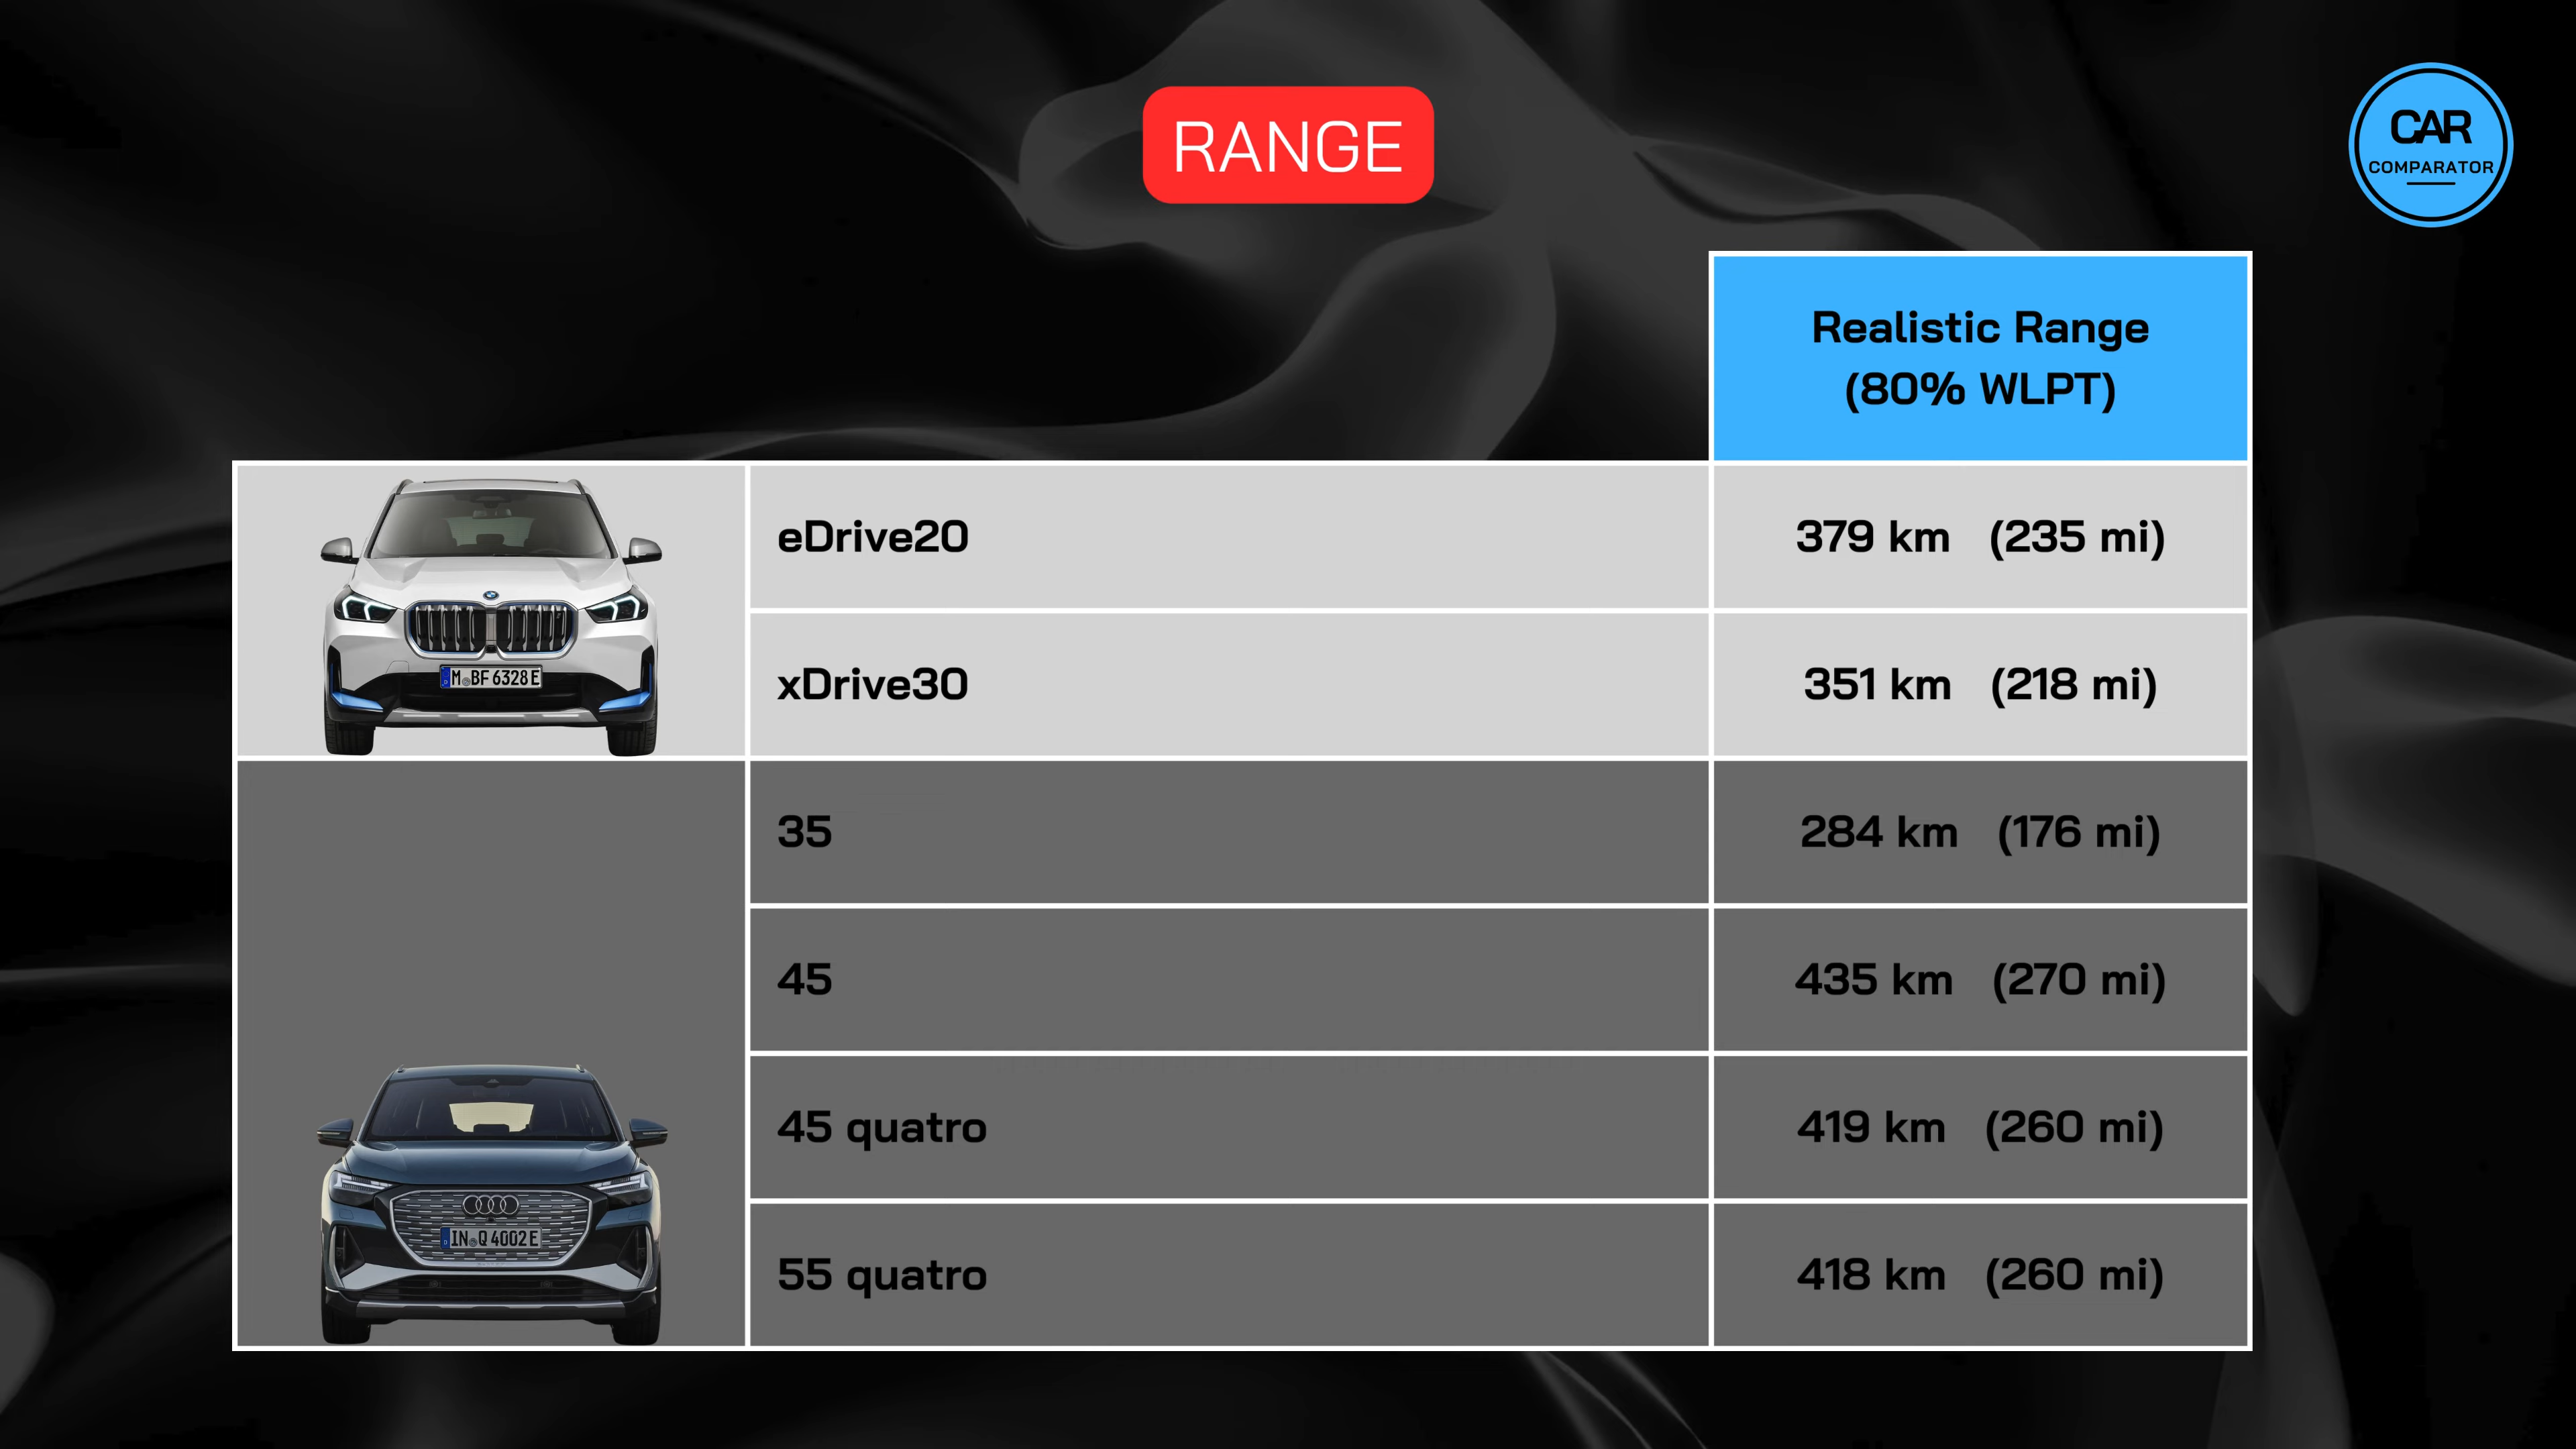 RANGE
CAR
COMPARATOR
Realistic Range
(80% WLPT)
eDrive20
379 km (235 mi)
xDrive30
351 km (218 mi)
M BF 6328 E
35
284 km (176 mi)
45
435 km (270 mi)
45 quatro
419 km (260 mi)
55 quatro
418 km (260 mi)
IN Q 4002 E